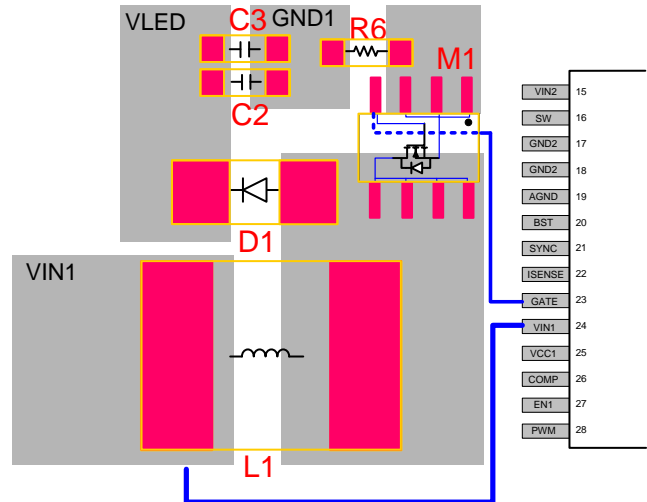 VLED
C3
GND1
R6
M1
C2
D1
VIN1
L1
VIN2 15
SW 16
GND2 17
GND2 18
AGND 19
BST 20
SYNC 21
ISENSE 22
GATE 23
VIN1 24
VCC1 25
COMP 26
EN1 27
PWM 28